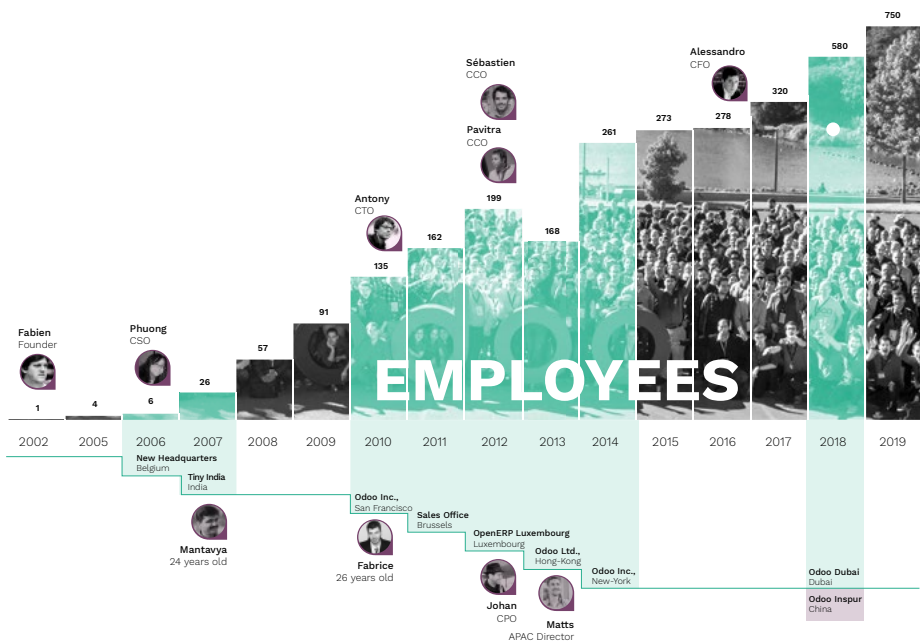 750
580
Alessandro
CFO
Sébastien
CCO
320
278
273
Pavitra
CCO
261
Antony
CTO
199
168
162
135
91
Fabien
Founder
Phuong
CSO
57
26
EMPLOYEES
1
4
6
2002
2005
2006
2007
2008
2009
2010
2011
2012
2013
2014
2015
2016
2017
2018
2019
New Headquarters
Belgium
Tiny India
India
Mantavya
24 years old
Odoo Inc.,
San Francisco
Fabrice
26 years old
Sales Office
Brussels
OpenERP Luxembourg
Luxembourg
Johan
CPO
Odoo Ltd.,
Hong-Kong
Matts
APAC Director
Odoo Inc.,
New-York
Odoo Dubai
Dubai
Odoo Inspur
China